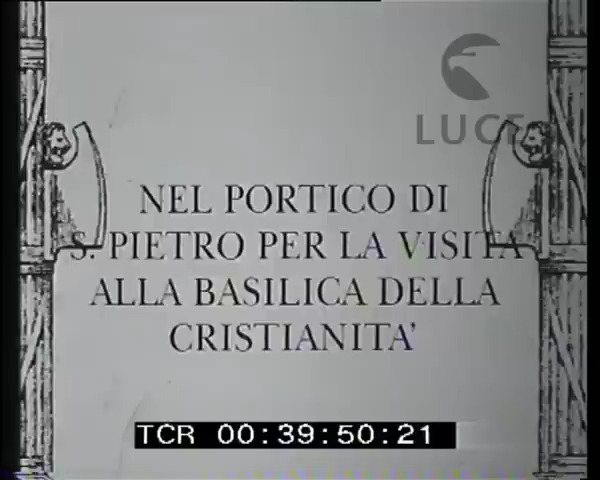 LUCE
NEL PORTICO DI
S. PIETRO PER LA VISITA
ALLA BASILICA DELLA
CRISTIANITA'
TCR 00:39:50:21